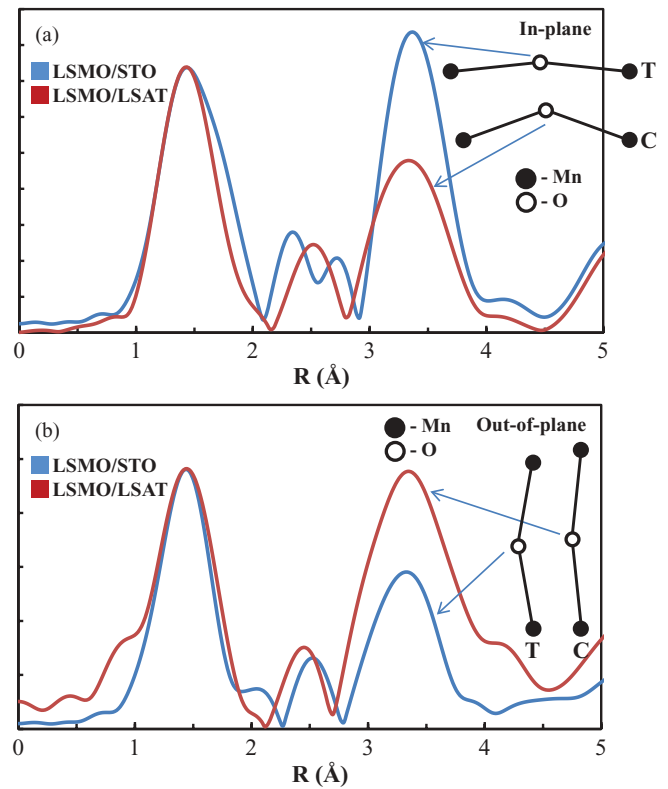 (a)
In-plane
LSMO/STO
LSMO/LSAT
T
C
- Mn
- O
0 1 2 3 4 5
R (Å)
(b)
- Mn
- O
Out-of-plane
LSMO/STO
LSMO/LSAT
T C
0 1 2 3 4 5
R (Å)